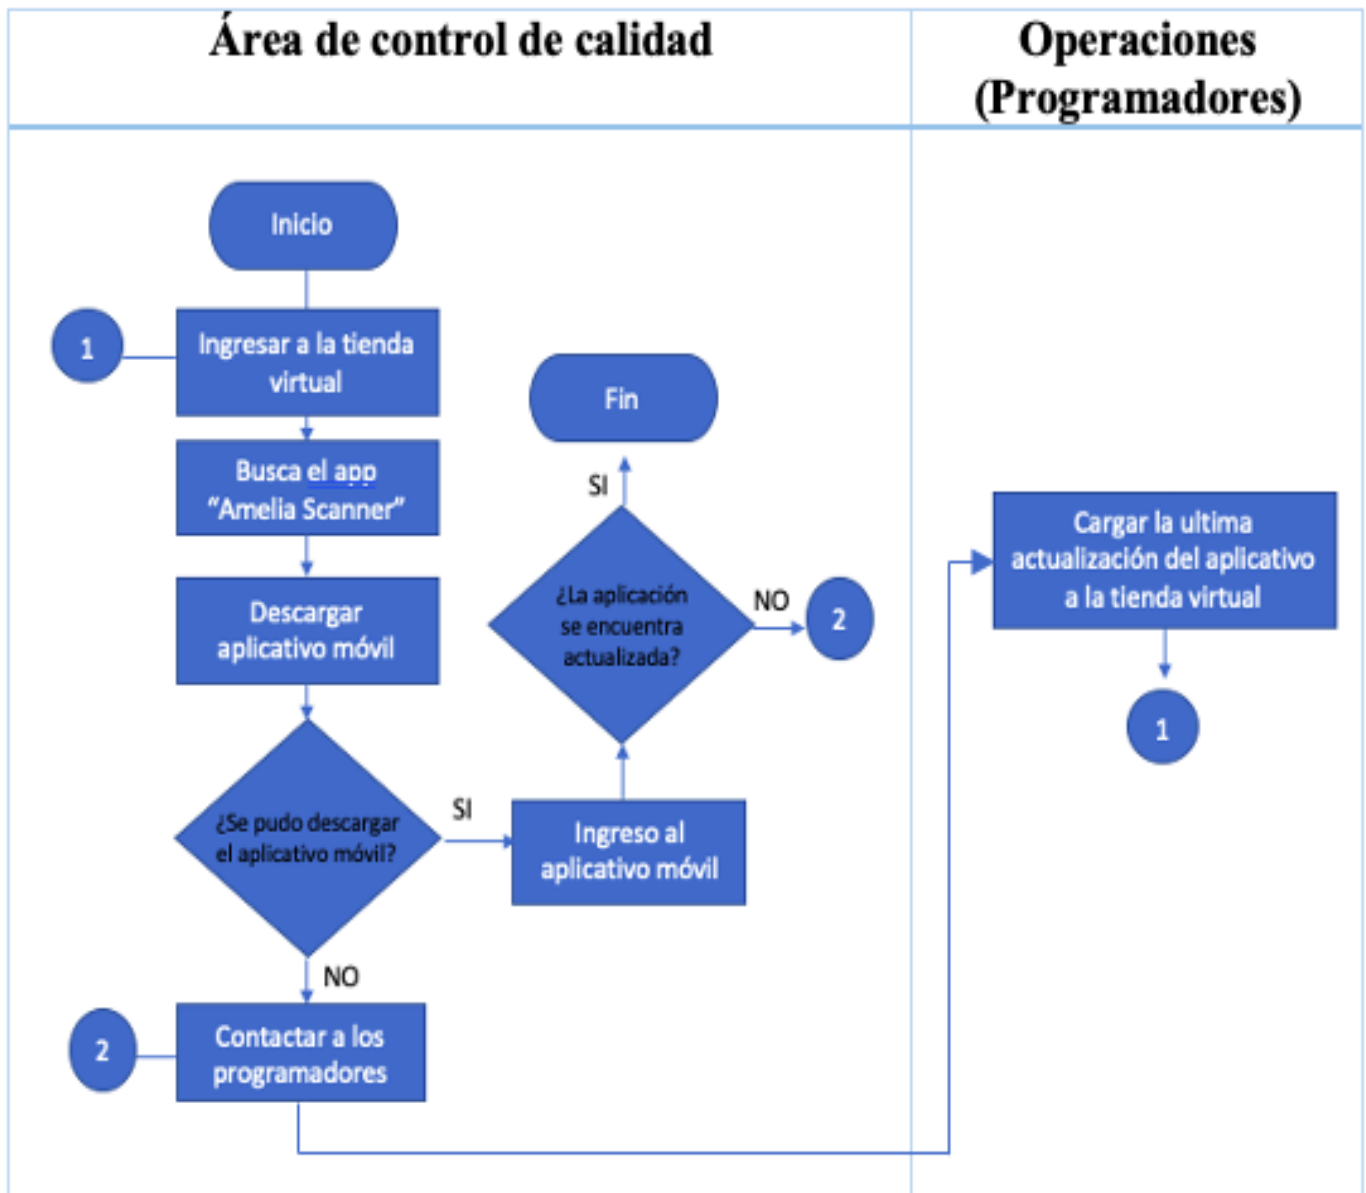 Área de control de calidad
Operaciones
(Programadores)
Inicio
1
Ingresar a la tienda
virtual
Busca el app
“Amelia Scanner”
Descargar
aplicativo móvil
¿Se pudo descargar
el aplicativo móvil?
SI
NO
Contactar a los
programadores
2
Ingreso al
aplicativo móvil
¿La aplicación
se encuentra
actualizada?
SI
Fin
NO
2
Cargar la ultima
actualización del aplicativo
a la tienda virtual
1